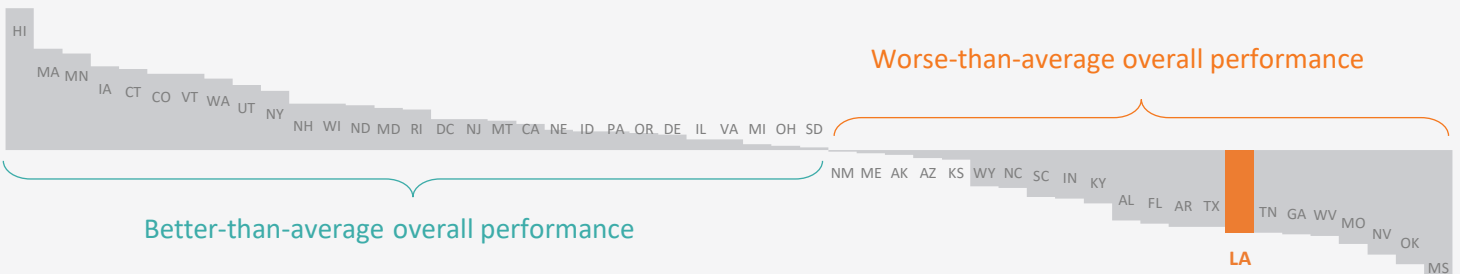 HI MA MN IA CT CO VT WA UT NY NH WI ND MD RI DC NJ MT CA NE ID PA OR DE IL VA MI OH SD
Worse-than-average overall performance
NM ME AK AZ KS WY NC SC IN KY AL FL AR TX LA TN GA WV MO NV OK MS
Better-than-average overall performance